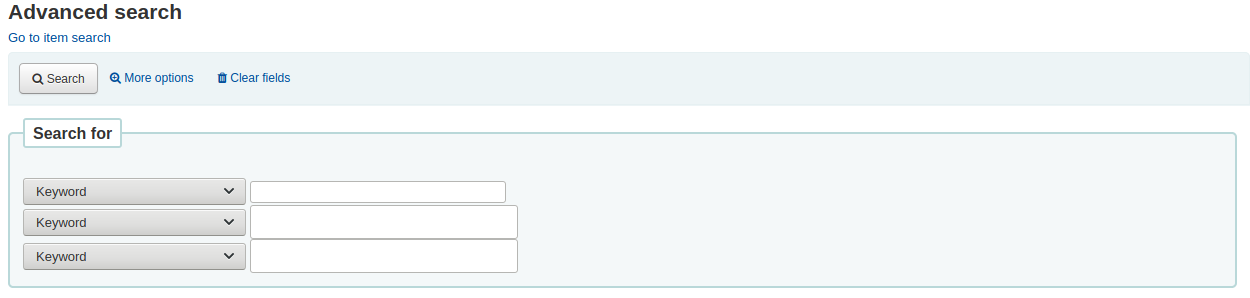 Advanced search
Go to item search
Search More options Clear fields
Search for
Keyword
Keyword
Keyword